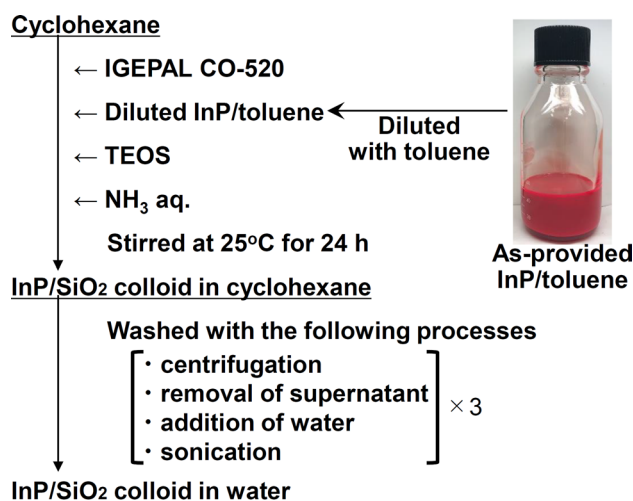 Cyclohexane
← IGEPAL CO-520
← Diluted InP/toluene
Diluted
with toluene
← TEOS
← NH₃ aq.
Stirred at 25°C for 24 h
As-provided
InP/toluene
InP/SiO₂ colloid in cyclohexane
Washed with the following processes
・centrifugation
・removal of supernatant
・addition of water
・sonication
×3
InP/SiO₂ colloid in water